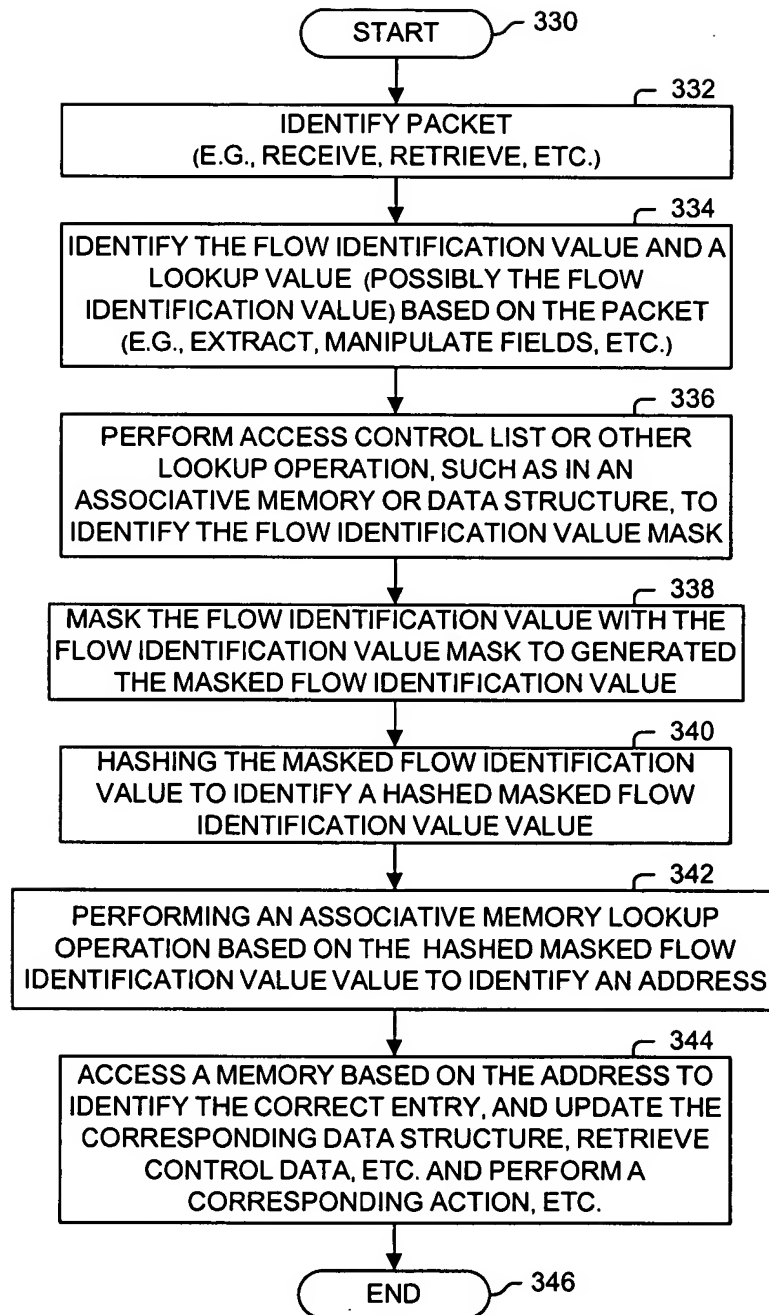 START
330
332
IDENTIFY PACKET
(E.G., RECEIVE, RETRIEVE, ETC.)
334
IDENTIFY THE FLOW IDENTIFICATION VALUE AND A
LOOKUP VALUE (POSSIBLY THE FLOW
IDENTIFICATION VALUE) BASED ON THE PACKET
(E.G., EXTRACT, MANIPULATE FIELDS, ETC.)
336
PERFORM ACCESS CONTROL LIST OR OTHER
LOOKUP OPERATION, SUCH AS IN AN
ASSOCIATIVE MEMORY OR DATA STRUCTURE, TO
IDENTIFY THE FLOW IDENTIFICATION VALUE MASK
338
MASK THE FLOW IDENTIFICATION VALUE WITH THE
FLOW IDENTIFICATION VALUE MASK TO GENERATED
THE MASKED FLOW IDENTIFICATION VALUE
340
HASHING THE MASKED FLOW IDENTIFICATION
VALUE TO IDENTIFY A HASHED MASKED FLOW
IDENTIFICATION VALUE VALUE
342
PERFORMING AN ASSOCIATIVE MEMORY LOOKUP
OPERATION BASED ON THE HASHED MASKED FLOW
IDENTIFICATION VALUE VALUE TO IDENTIFY AN ADDRESS
344
ACCESS A MEMORY BASED ON THE ADDRESS TO
IDENTIFY THE CORRECT ENTRY, AND UPDATE THE
CORRESPONDING DATA STRUCTURE, RETRIEVE
CONTROL DATA, ETC. AND PERFORM A
CORRESPONDING ACTION, ETC.
END
346